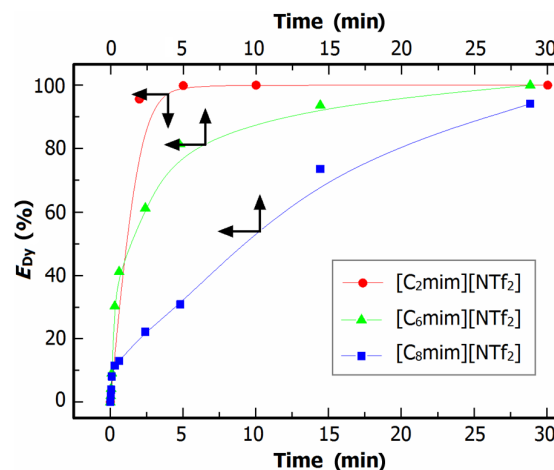 Time (min)
0 5 10 15 20 25 30
100
80
60
40
20
0
E_Dy (%)
[C₂mim][NTf₂]
[C₆mim][NTf₂]
[C₈mim][NTf₂]
0 5 10 15 20 25 30
Time (min)